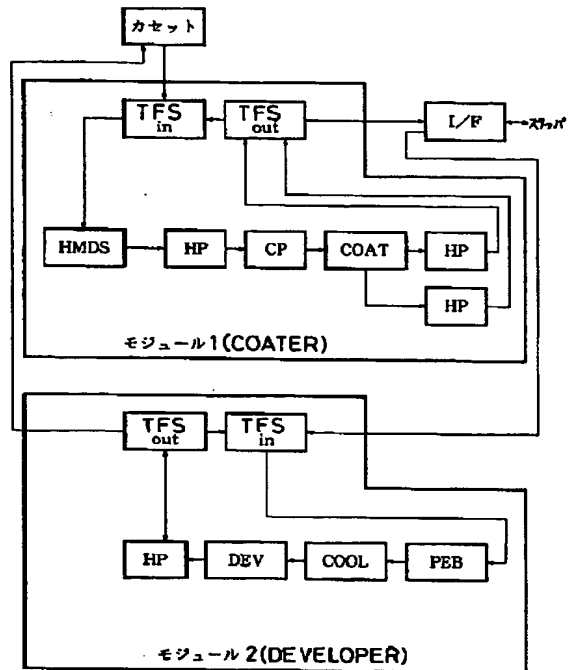 カセット
TFS
in
TFS
out
I/F
ステッパ
HMDS
HP
CP
COAT
HP
HP
モジュール1(COATER)
TFS
out
TFS
in
HP
DEV
COOL
PEB
モジュール2(DEVELOPER)